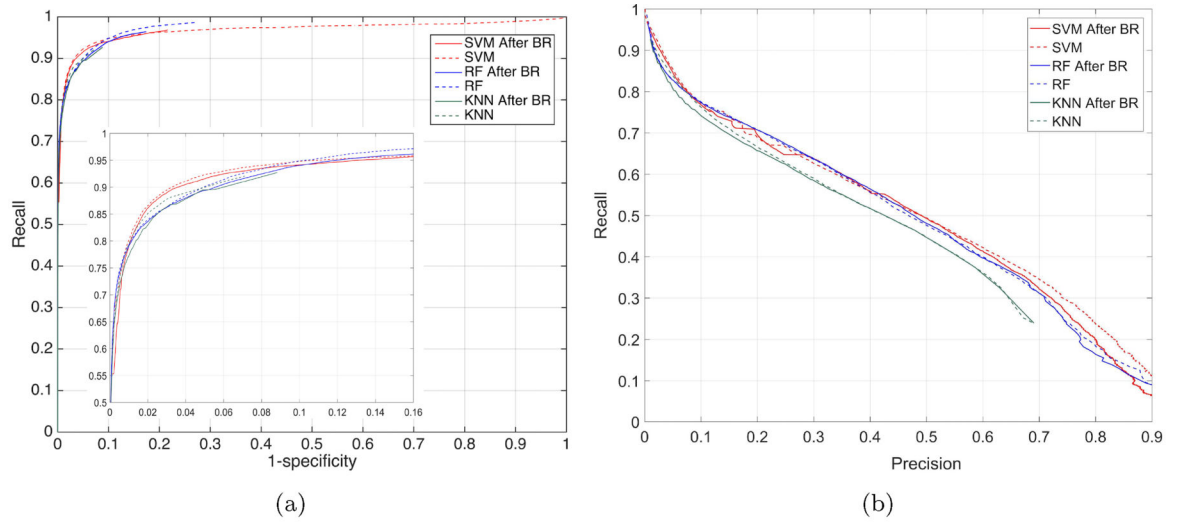 Recall
1
0.9
0.8
0.7
0.6
0.5
0.4
0.3
0.2
0.1
0
SVM After BR
SVM
RF After BR
RF
KNN After BR
KNN
1
0.95
0.9
0.85
0.8
0.75
0.7
0.65
0.6
0.55
0.5
0 0.02 0.04 0.06 0.08 0.1 0.12 0.14 0.16
0 0.1 0.2 0.3 0.4 0.5 0.6 0.7 0.8 0.9 1
1-specificity
(a)
Recall
1
0.9
0.8
0.7
0.6
0.5
0.4
0.3
0.2
0.1
0
SVM After BR
SVM
RF After BR
RF
KNN After BR
KNN
0 0.1 0.2 0.3 0.4 0.5 0.6 0.7 0.8 0.9
Precision
(b)